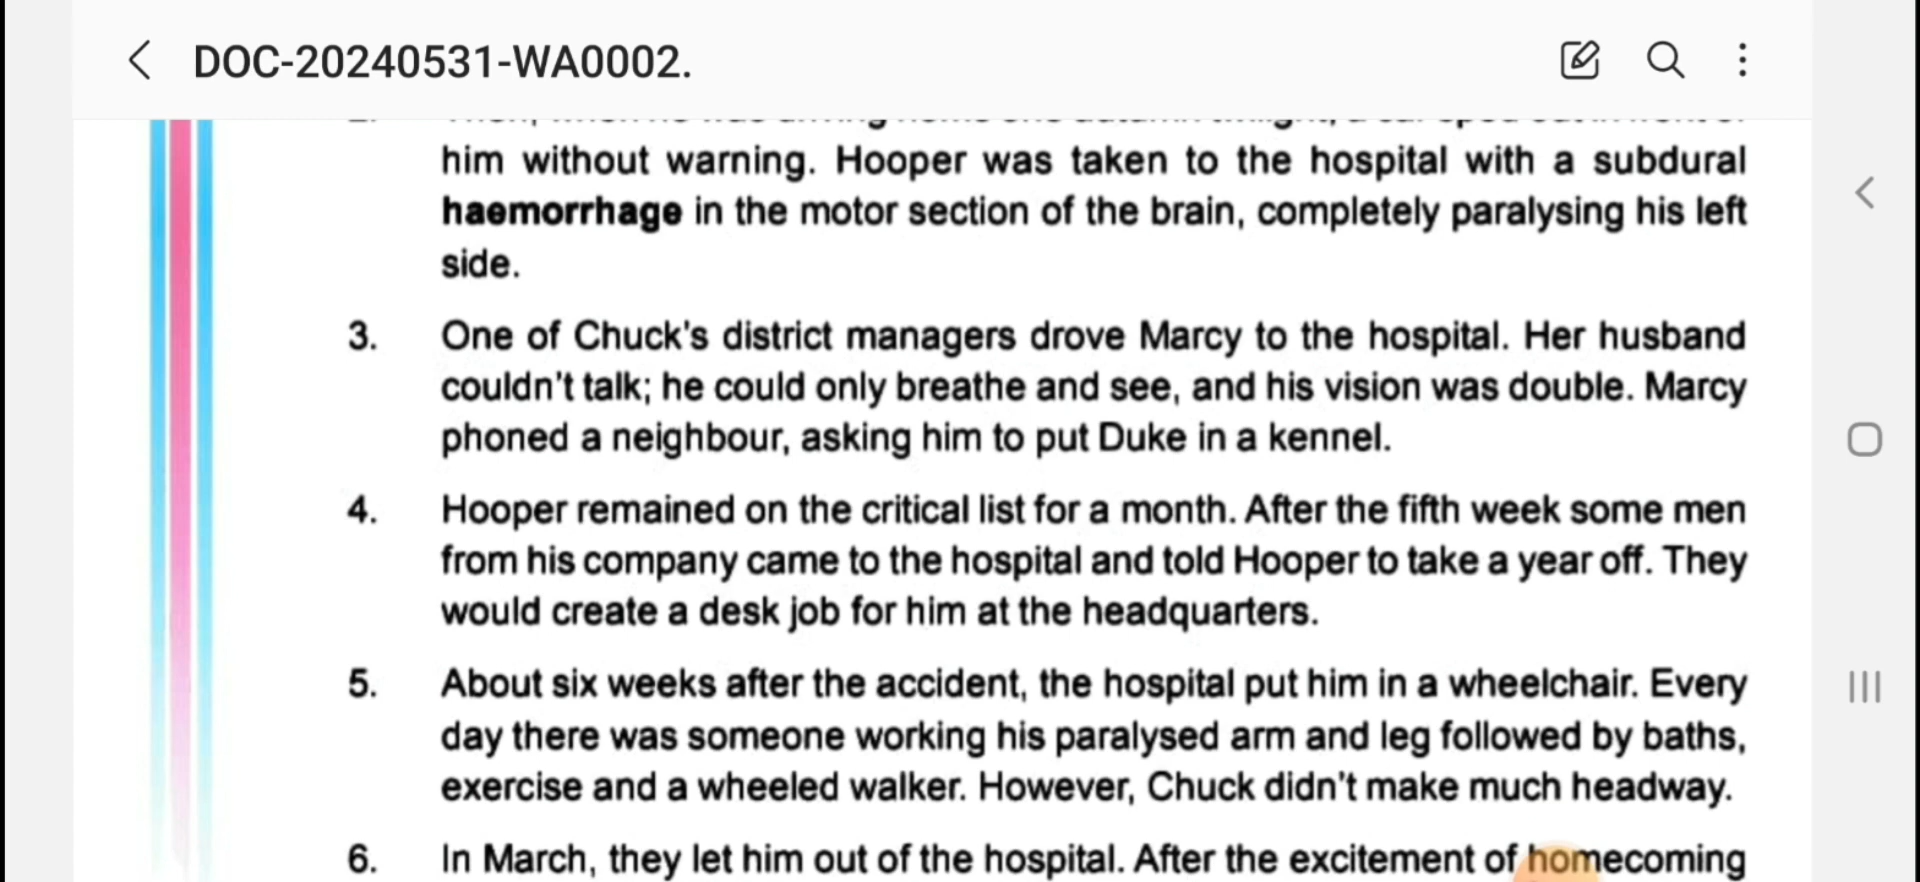 DOC-20240531-WA0002.
him without warning. Hooper was taken to the hospital with a subdural
haemorrhage in the motor section of the brain, completely paralysing his left
side.
3. One of Chuck's district managers drove Marcy to the hospital. Her husband
couldn't talk; he could only breathe and see, and his vision was double. Marcy
phoned a neighbour, asking him to put Duke in a kennel.
4. Hooper remained on the critical list for a month. After the fifth week some men
from his company came to the hospital and told Hooper to take a year off. They
would create a desk job for him at the headquarters.
5. About six weeks after the accident, the hospital put him in a wheelchair. Every
day there was someone working his paralysed arm and leg followed by baths,
exercise and a wheeled walker. However, Chuck didn't make much headway.
6. In March, they let him out of the hospital. After the excitement of homecoming